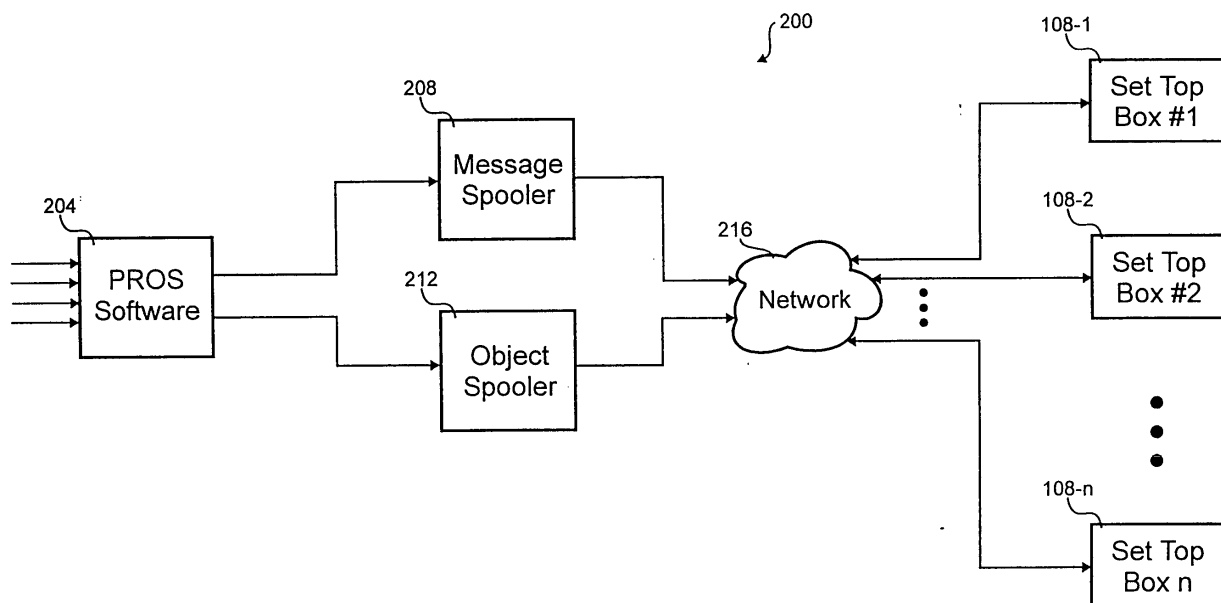 200
108-1
Set Top
Box #1
208
Message
Spooler
204
PROS
Software
108-2
Set Top
Box #2
216
Network
212
Object
Spooler
108-n
Set Top
Box n